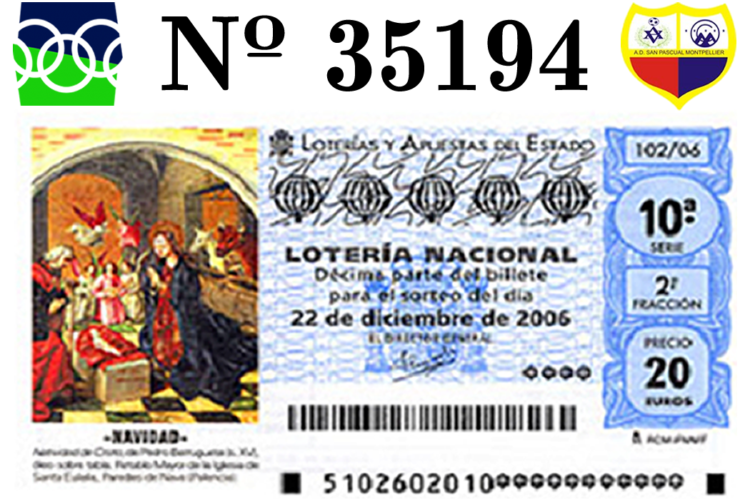 Nº 35194
A.D. SAN PASCUAL MONTPELLIER
LOTERÍAS Y APUESTAS DEL ESTADO
102/06
10ª
SERIE
LOTERÍA NACIONAL
Décima parte del billete
para el sorteo del día
22 de diciembre de 2006
EL DIRECTOR GENERAL
2ª
FRACCIÓN
PRECIO
20
EUROS
-NAVIDAD-
Natividad de Cristo, de Pedro Berruguete (s. XV),
óleo sobre tabla. Retablo Mayor de la Iglesia de
Santa Eulalia, Paredes de Nava (Palencia).
5102602010